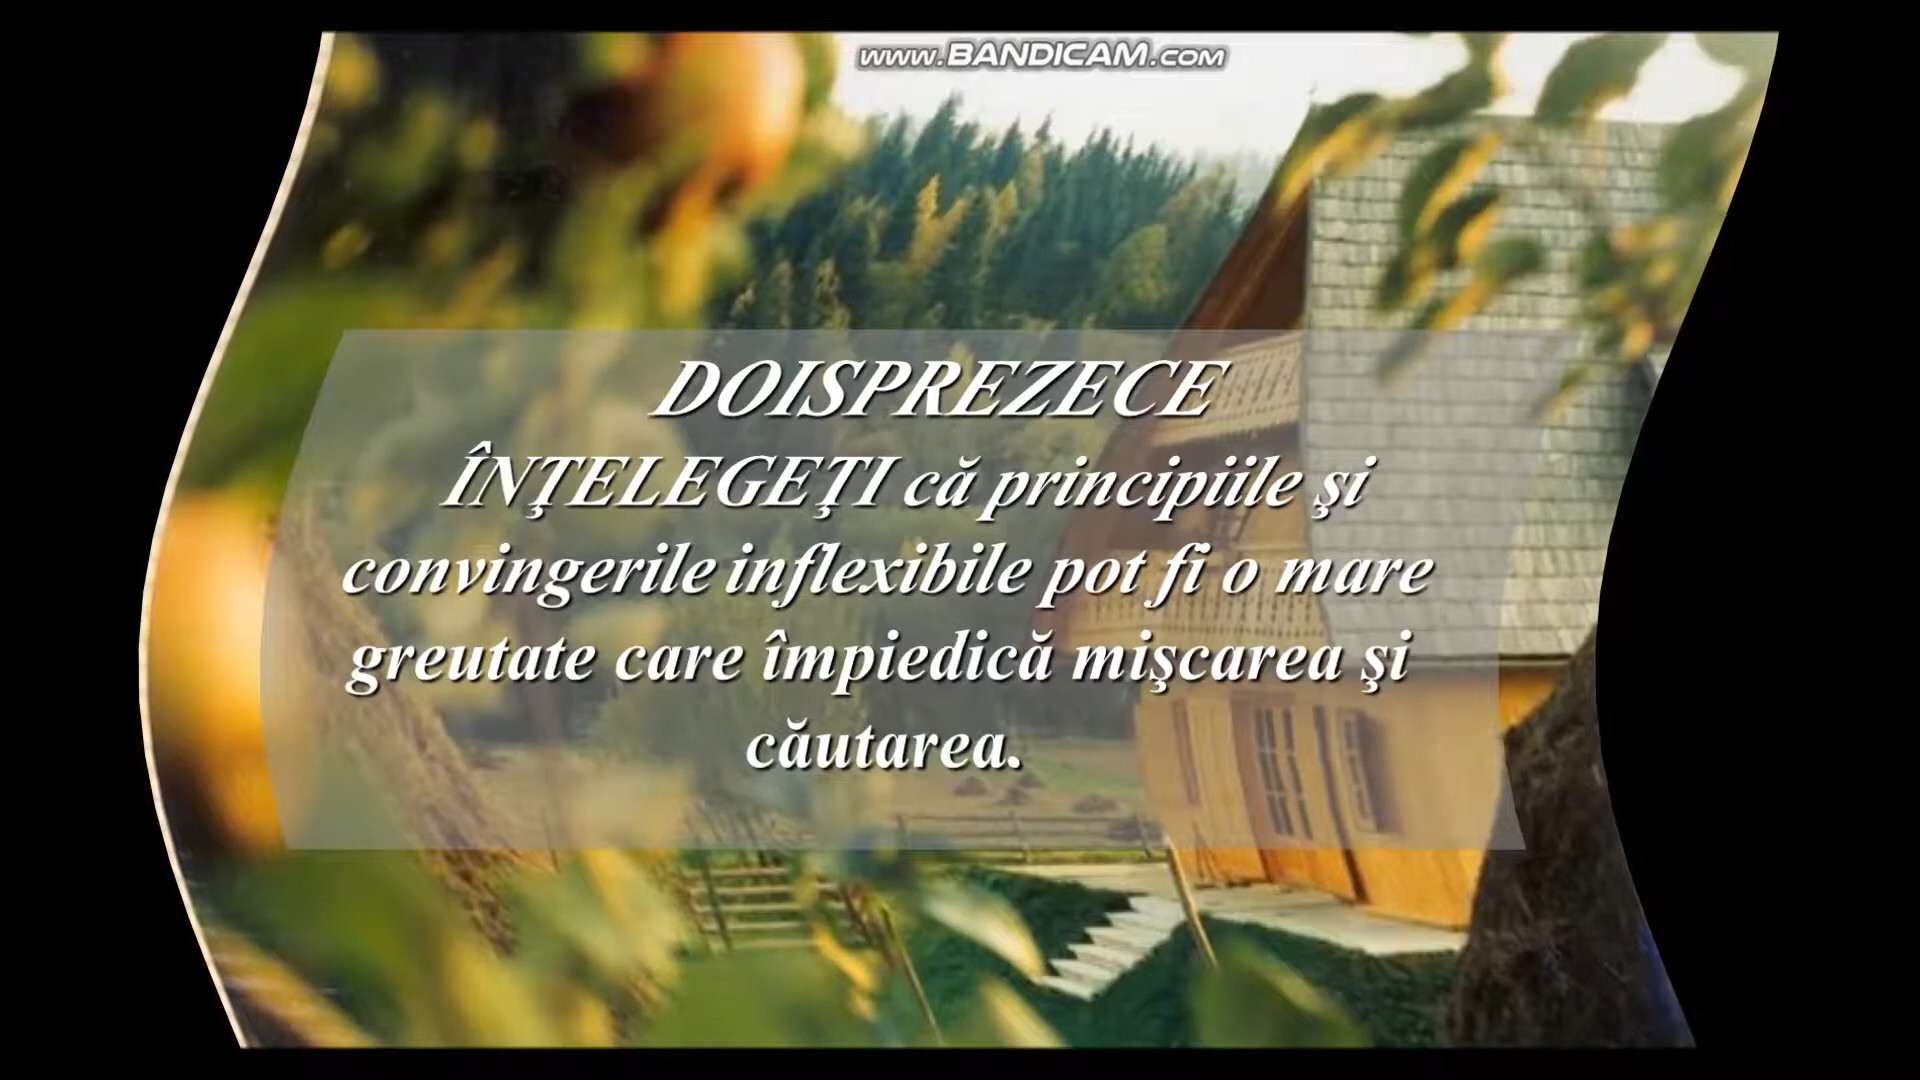 www.BANDICAM.com
DOISPREZECE
ÎNŢELEGEŢI că principiile şi
convingerile inflexibile pot fi o mare
greutate care împiedică mişcarea şi
căutarea.